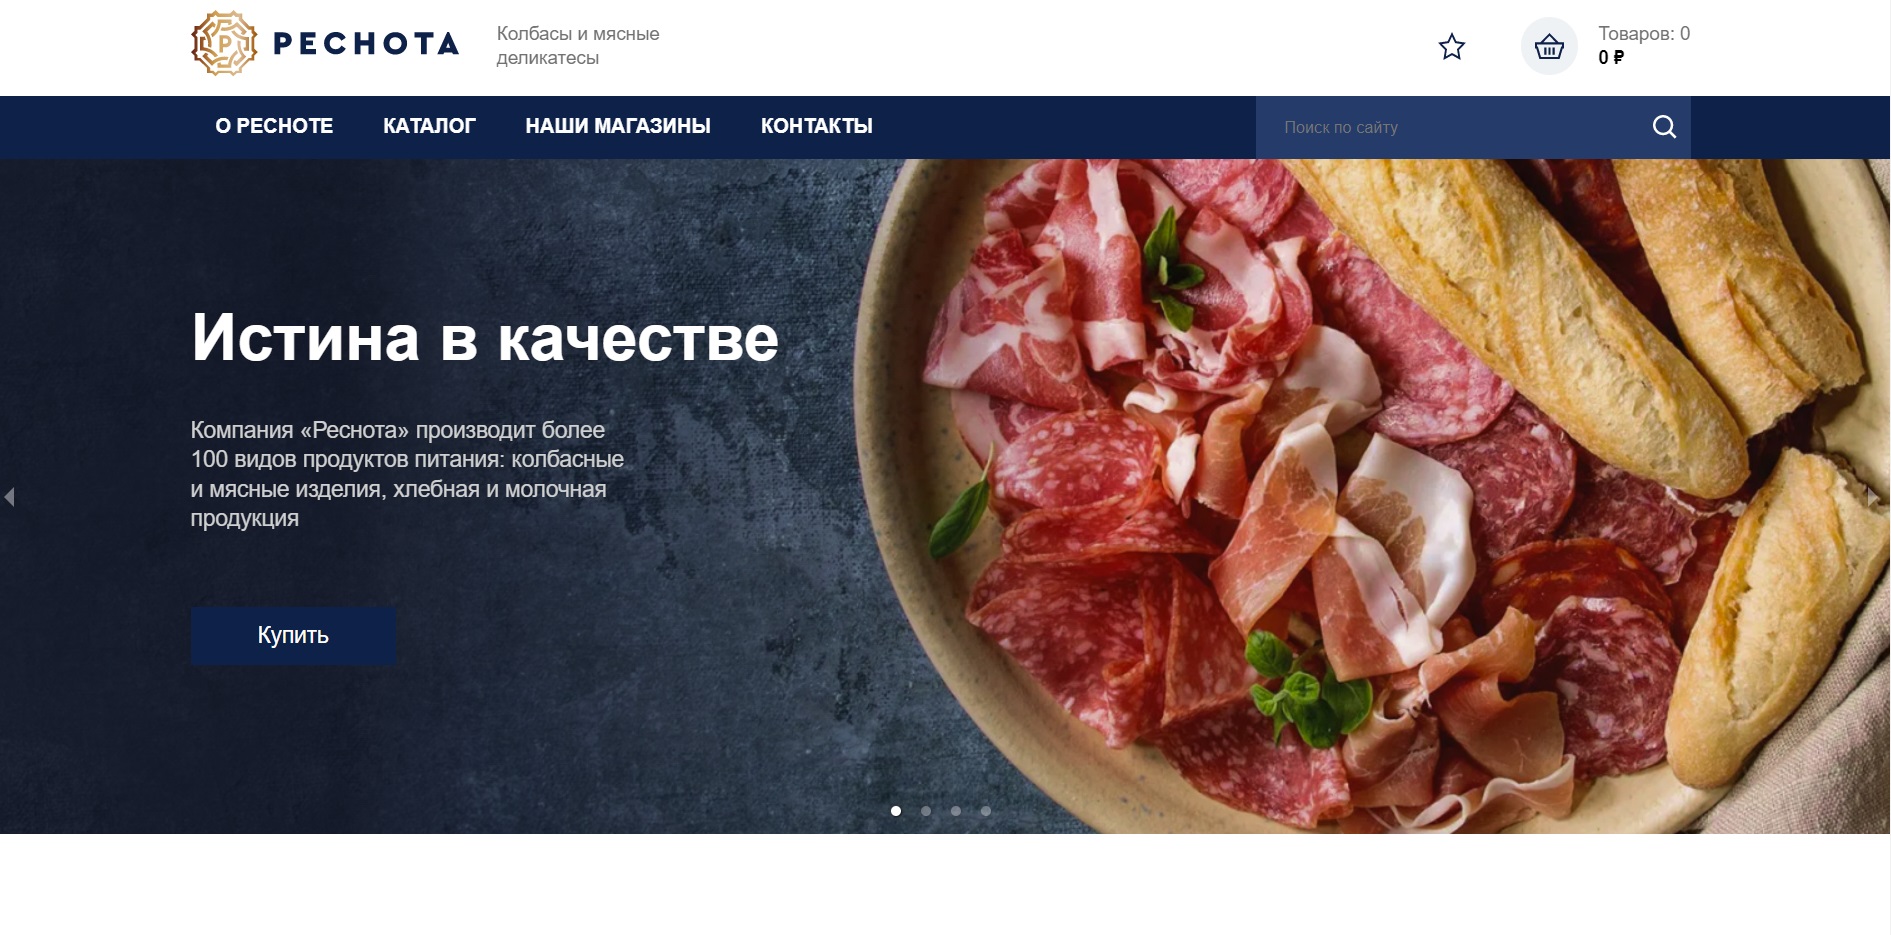 РЕСНОТА
Колбасы и мясные
деликатесы
Товаров: 0
0 ₽
О РЕСНОТЕ
КАТАЛОГ
НАШИ МАГАЗИНЫ
КОНТАКТЫ
Поиск по сайту
Истина в качестве
Компания «Реснота» производит более
100 видов продуктов питания: колбасные
и мясные изделия, хлебная и молочная
продукция
Купить